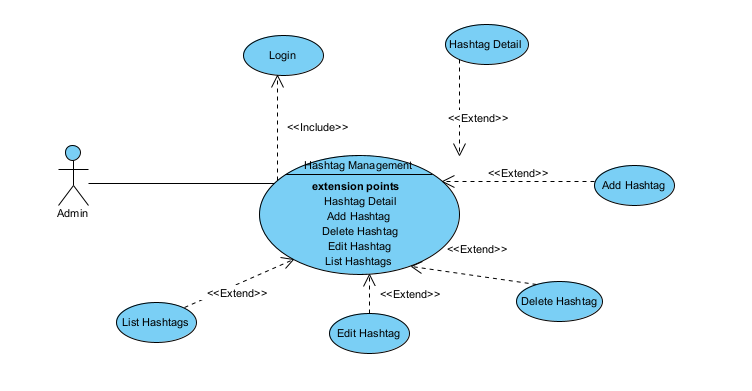 Login
Hashtag Detail
<<Include>>
<<Extend>>
Hashtag Management
extension points
Hashtag Detail
Add Hashtag
Delete Hashtag
Edit Hashtag
List Hashtags
<<Extend>>
Add Hashtag
Admin
<<Extend>>
<<Extend>>
<<Extend>>
Delete Hashtag
List Hashtags
Edit Hashtag